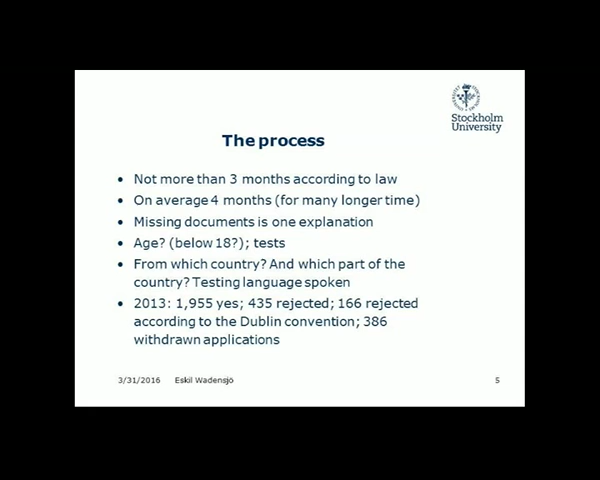 Stockholm
University
The process
• Not more than 3 months according to law
• On average 4 months (for many longer time)
• Missing documents is one explanation
• Age? (below 18?); tests
• From which country? And which part of the
country? Testing language spoken
• 2013: 1,955 yes; 435 rejected; 166 rejected
according to the Dublin convention; 386
withdrawn applications
3/31/2016 Eskil Wadensjö 5